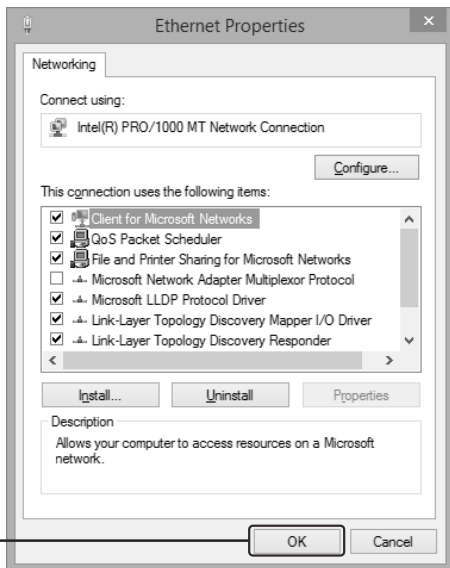 Ethernet Properties
Networking
Connect using:
Intel(R) PRO/1000 MT Network Connection
Configure...
This connection uses the following items:
Client for Microsoft Networks
QoS Packet Scheduler
File and Printer Sharing for Microsoft Networks
Microsoft Network Adapter Multiplexor Protocol
Microsoft LLDP Protocol Driver
Link-Layer Topology Discovery Mapper I/O Driver
Link-Layer Topology Discovery Responder
Install... Uninstall Properties
Description
Allows your computer to access resources on a Microsoft
network.
OK Cancel